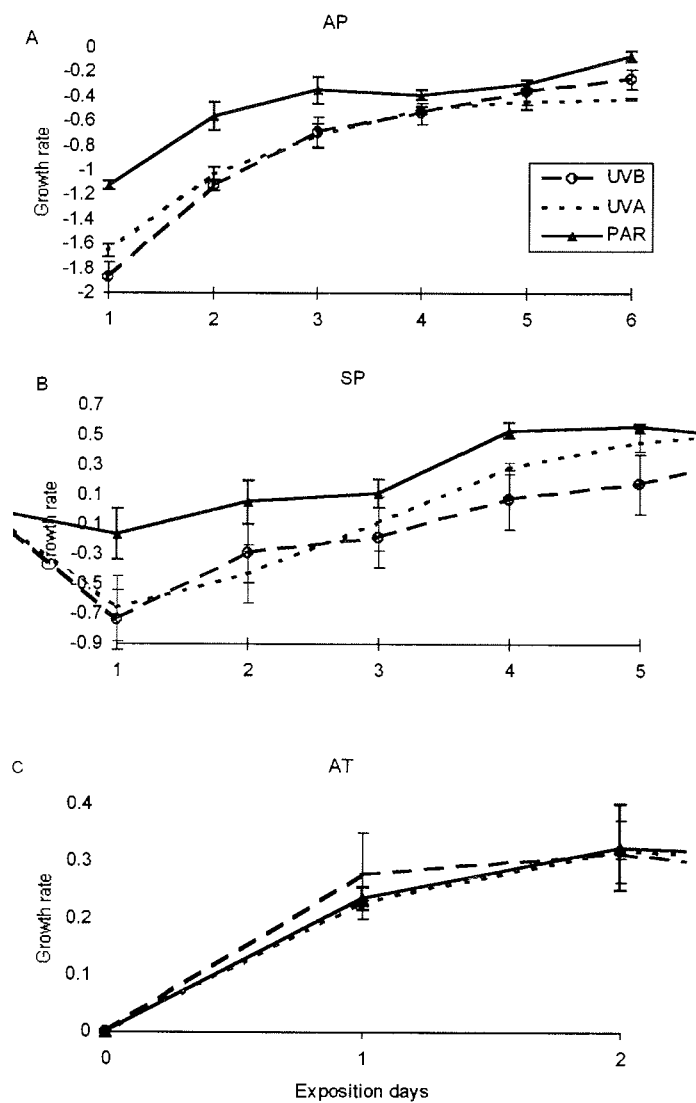 A
AP
0
-0.2
-0.4
-0.6
-0.8
-1
-1.2
-1.4
-1.6
-1.8
-2
Growth rate
1 2 3 4 5 6
UVB
UVA
PAR
B
SP
0.7
0.5
0.3
0.1
-0.1
-0.3
-0.5
-0.7
-0.9
Growth rate
1 2 3 4 5
C
AT
0.4
0.3
0.2
0.1
0
Growth rate
0 1 2
Exposition days